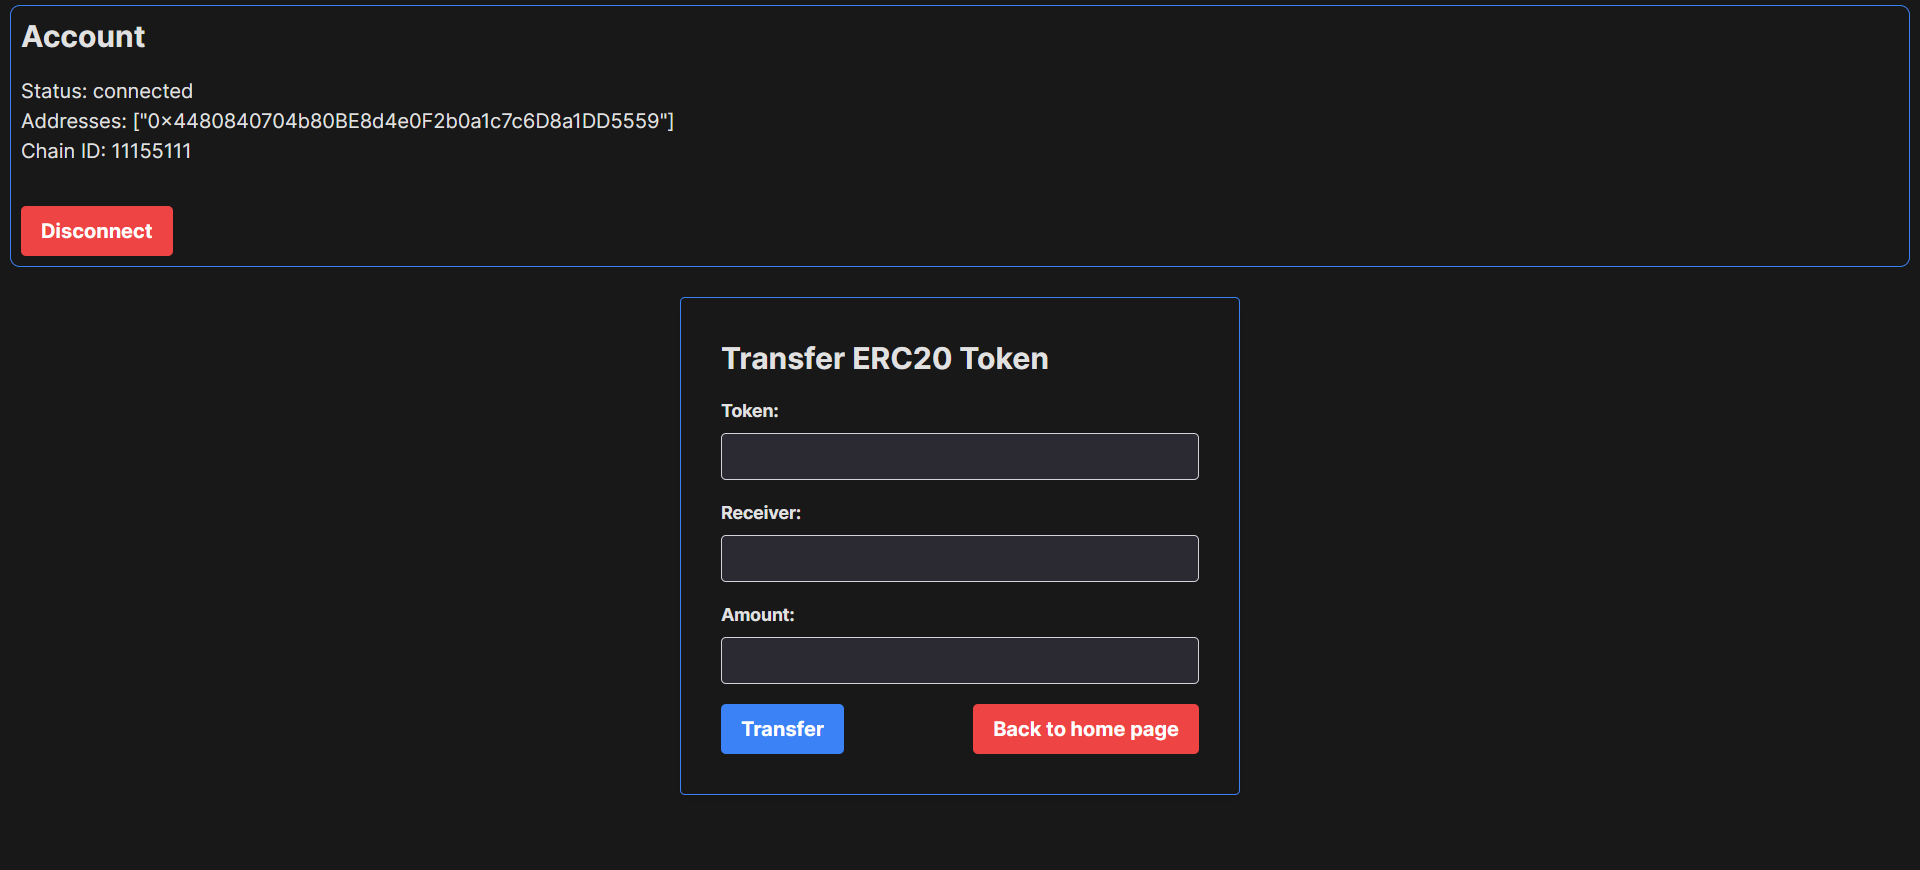 Account
Status: connected
Addresses: ["0x4480840704b80BE8d4e0F2b0a1c7c6D8a1DD5559"]
Chain ID: 11155111
Disconnect
Transfer ERC20 Token
Token:
Receiver:
Amount:
Transfer
Back to home page